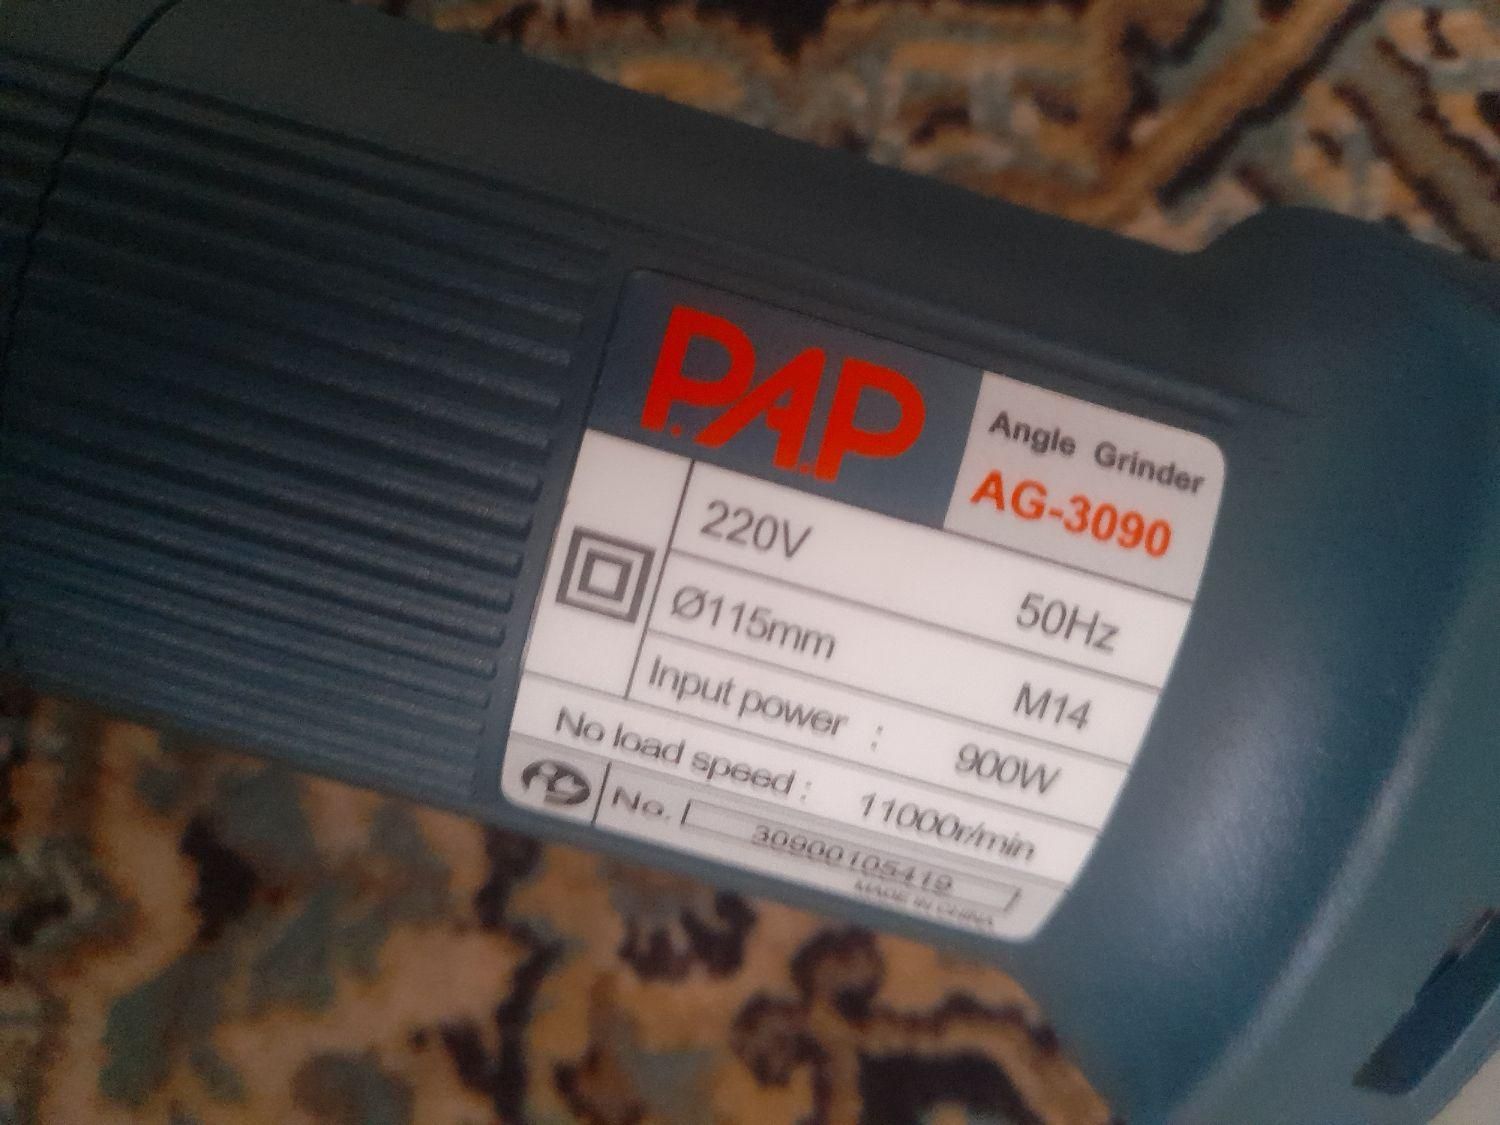 P.A.P
Angle Grinder
AG-3090
220V 50Hz
Ø115mm M14
Input power : 900W
No load speed : 11000r/min
No. 30900105419
MADE IN CHINA